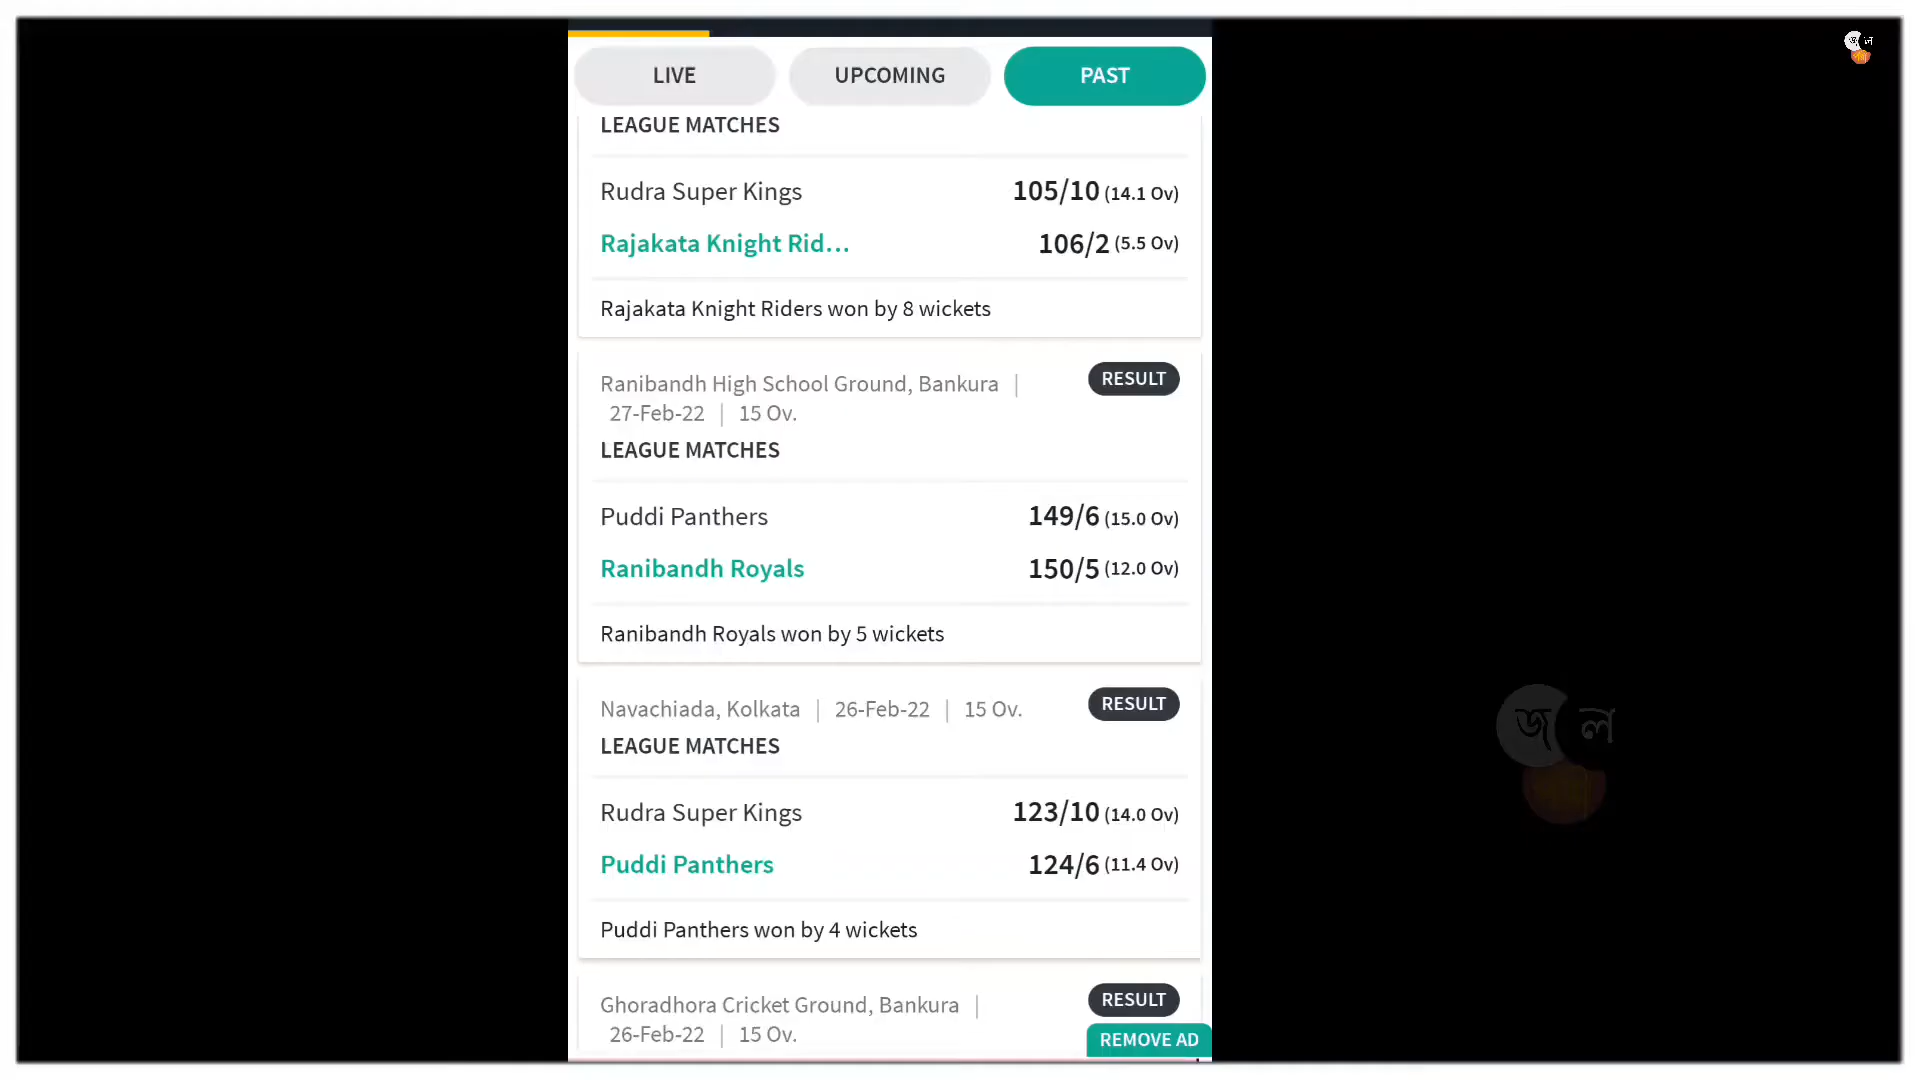 LIVE UPCOMING PAST
LEAGUE MATCHES
Rudra Super Kings 105/10 (14.1 Ov)
Rajakata Knight Rid... 106/2 (5.5 Ov)
Rajakata Knight Riders won by 8 wickets
Ranibandh High School Ground, Bankura | RESULT
27-Feb-22 | 15 Ov.
LEAGUE MATCHES
Puddi Panthers 149/6 (15.0 Ov)
Ranibandh Royals 150/5 (12.0 Ov)
Ranibandh Royals won by 5 wickets
Navachiada, Kolkata | 26-Feb-22 | 15 Ov. RESULT
LEAGUE MATCHES
Rudra Super Kings 123/10 (14.0 Ov)
Puddi Panthers 124/6 (11.4 Ov)
Puddi Panthers won by 4 wickets
Ghoradhora Cricket Ground, Bankura | RESULT
26-Feb-22 | 15 Ov.
REMOVE AD